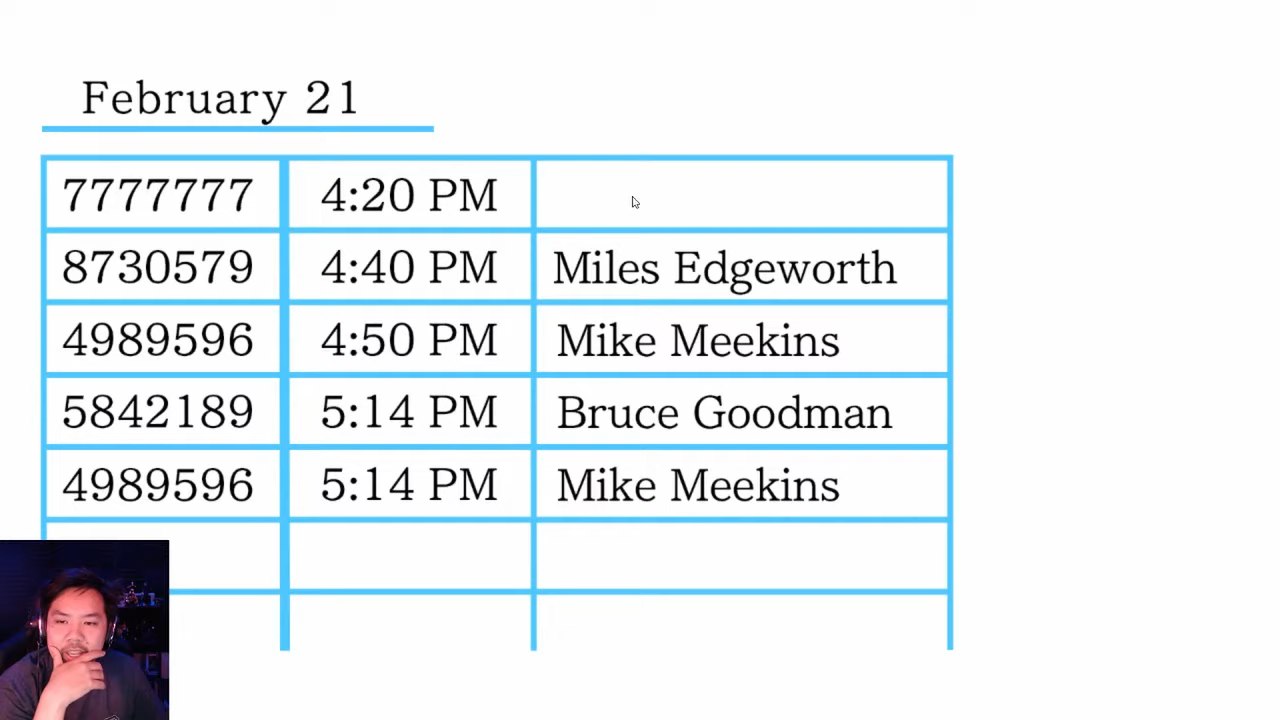 February 21
7777777 4:20 PM
8730579 4:40 PM Miles Edgeworth
4989596 4:50 PM Mike Meekins
5842189 5:14 PM Bruce Goodman
4989596 5:14 PM Mike Meekins